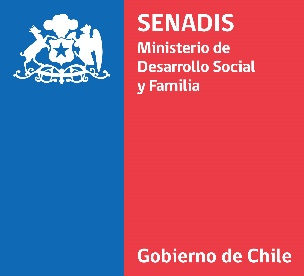 SENADIS
Ministerio de
Desarrollo Social
y Familia
Gobierno de Chile